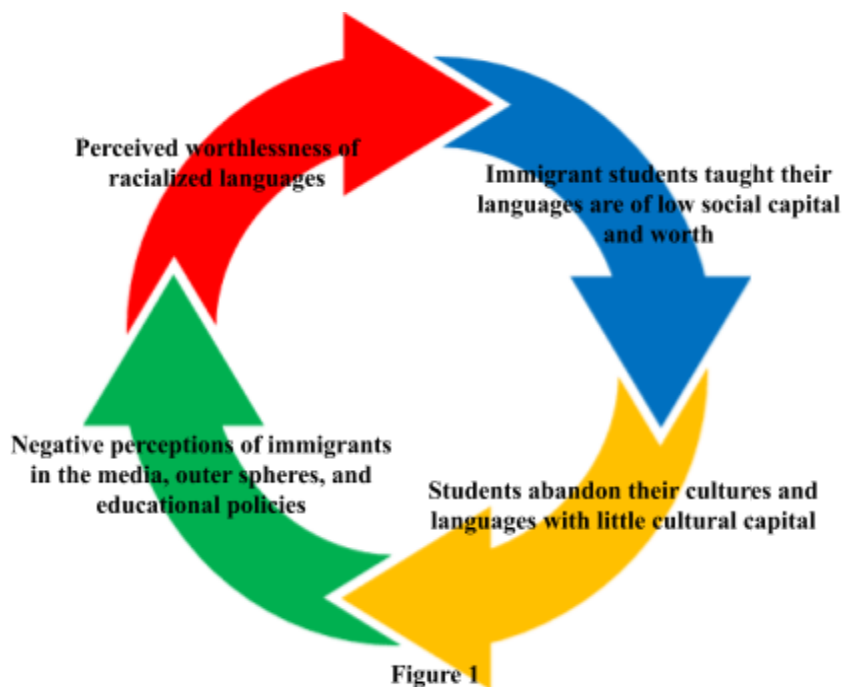 Perceived worthlessness of
racialized languages
Immigrant students taught their
languages are of low social capital
and worth
Students abandon their cultures and
languages with little cultural capital
Negative perceptions of immigrants
in the media, outer spheres, and
educational policies
Figure 1